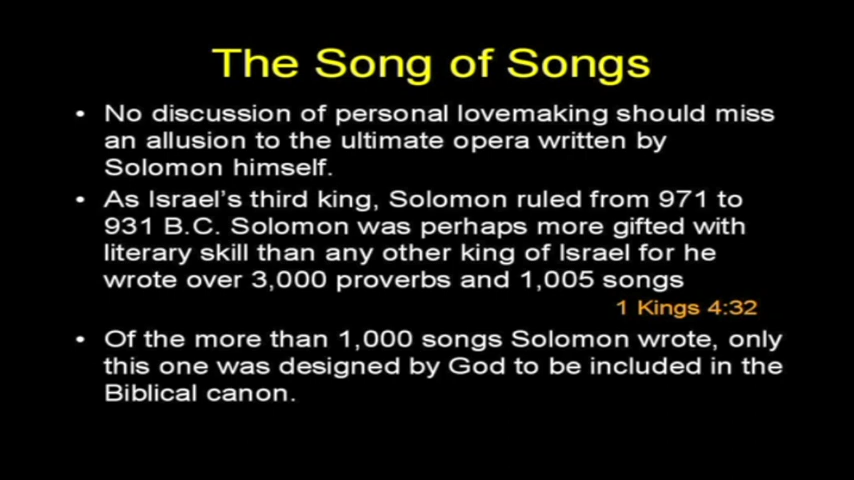 The Song of Songs
• No discussion of personal lovemaking should miss
an allusion to the ultimate opera written by
Solomon himself.
• As Israel's third king, Solomon ruled from 971 to
931 B.C. Solomon was perhaps more gifted with
literary skill than any other king of Israel for he
wrote over 3,000 proverbs and 1,005 songs
1 Kings 4:32
• Of the more than 1,000 songs Solomon wrote, only
this one was designed by God to be included in the
Biblical canon.